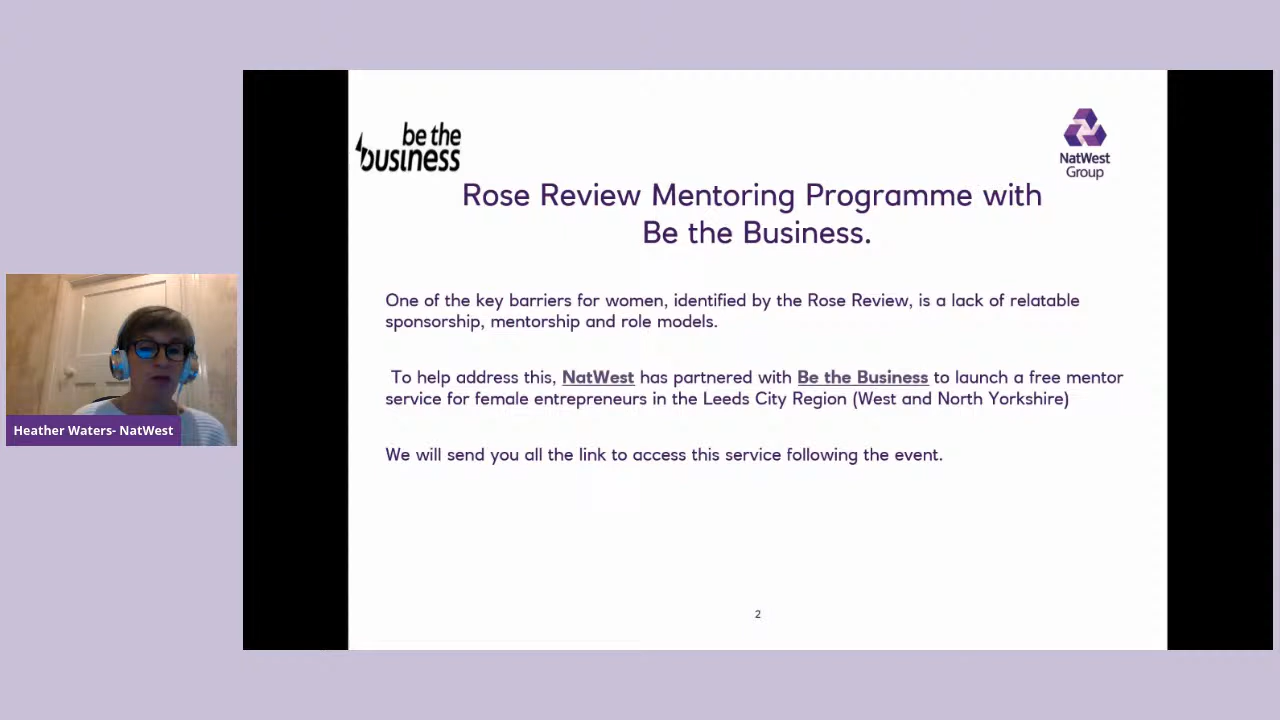 be the
business
NatWest
Group
Rose Review Mentoring Programme with
Be the Business.
One of the key barriers for women, identified by the Rose Review, is a lack of relatable
sponsorship, mentorship and role models.
To help address this, NatWest has partnered with Be the Business to launch a free mentor
service for female entrepreneurs in the Leeds City Region (West and North Yorkshire)
We will send you all the link to access this service following the event.
2
Heather Waters- NatWest